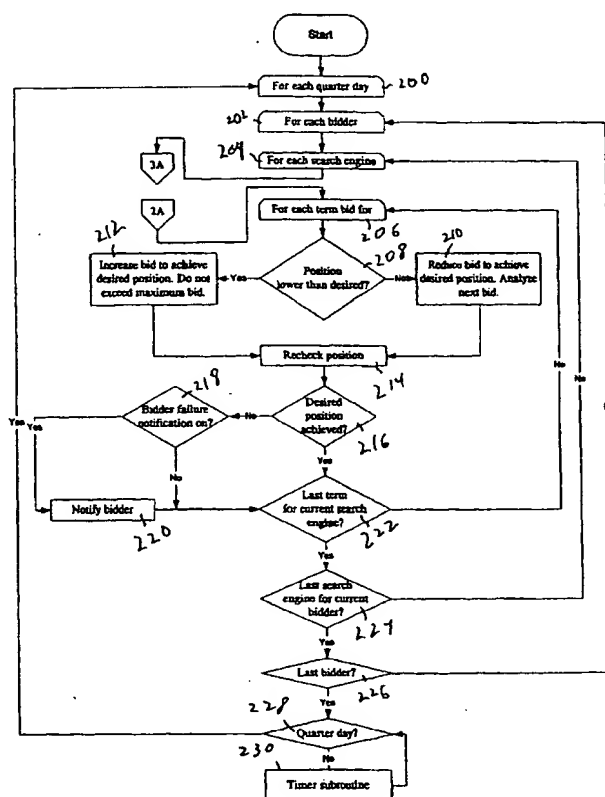 Start
For each quarter day
200
202
For each bidder
204
For each search engine
3A
2A
For each term bid for
206
212
208
210
Increase bid to achieve
desired position. Do not
exceed maximum bid.
Yes
Position
lower than desired?
No
Reduce bid to achieve
desired position. Analyze
next bid.
Recheck position
214
218
Bidder failure
notification on?
No
Desired
position
achieved?
216
Yes
Yes
No
No
No
Yes
Notify bidder
220
Last term
for current search
engine?
222
Yes
Last search
engine for current
bidder?
224
Yes
Last bidder?
226
Yes
228
Quarter day?
230
No
Timer subroutine